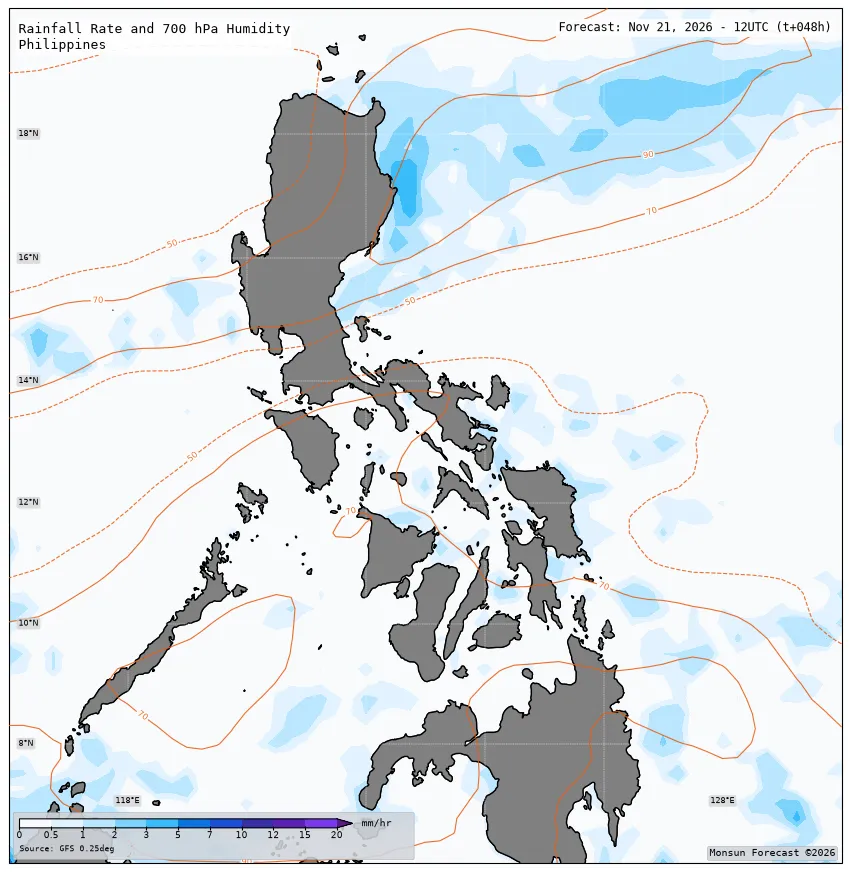 Rainfall Rate and 700 hPa Humidity
Philippines
Forecast: Nov 21, 2026 - 12UTC (t+048h)
18°N
90
70
50
16°N
70
50
14°N
50
12°N
70
70
10°N
70
8°N
118°E
128°E
mm/hr
0 0.5 1 2 3 5 7 10 12 15 20
Source: GFS 0.25deg
90
Monsun Forecast ©2026